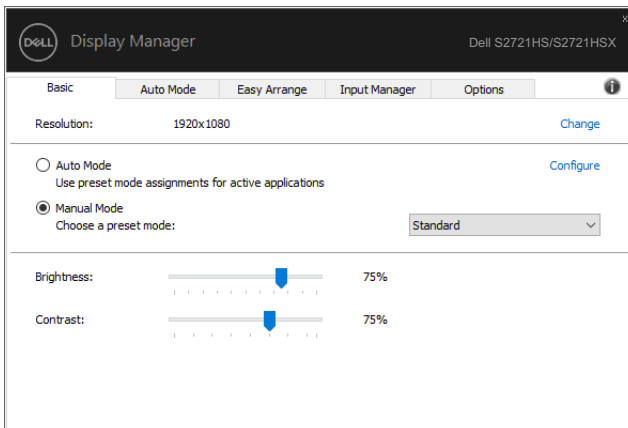 x
DELL Display Manager Dell S2721HS/S2721HSX
Basic Auto Mode Easy Arrange Input Manager Options i
Resolution: 1920x1080 Change
Auto Mode Configure
Use preset mode assignments for active applications
Manual Mode
Choose a preset mode: Standard
Brightness: 75%
Contrast: 75%